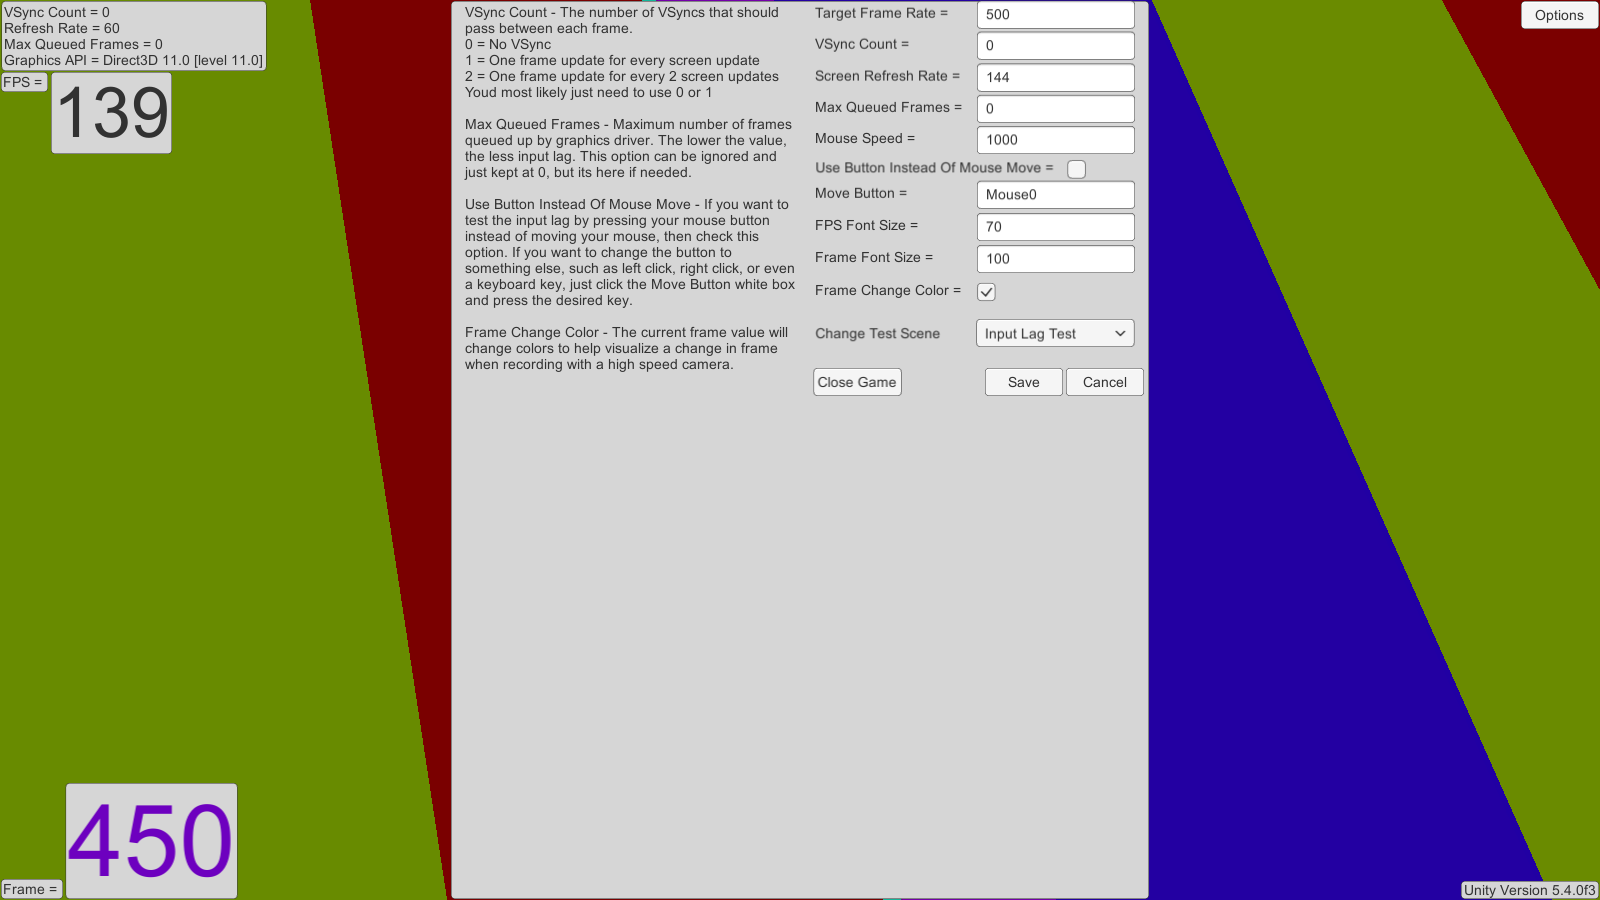 VSync Count = 0
Refresh Rate = 60
Max Queued Frames = 0
Graphics API = Direct3D 11.0 [level 11.0]
FPS =
139
VSync Count - The number of VSyncs that should
pass between each frame.
0 = No VSync
1 = One frame update for every screen update
2 = One frame update for every 2 screen updates
Youd most likely just need to use 0 or 1
Max Queued Frames - Maximum number of frames
queued up by graphics driver. The lower the value,
the less input lag. This option can be ignored and
just kept at 0, but its here if needed.
Use Button Instead Of Mouse Move - If you want to
test the input lag by pressing your mouse button
instead of moving your mouse, then check this
option. If you want to change the button to
something else, such as left click, right click, or even
a keyboard key, just click the Move Button white box
and press the desired key.
Frame Change Color - The current frame value will
change colors to help visualize a change in frame
when recording with a high speed camera.
Target Frame Rate = 500
VSync Count = 0
Screen Refresh Rate = 144
Max Queued Frames = 0
Mouse Speed = 1000
Use Button Instead Of Mouse Move =
Move Button = Mouse0
FPS Font Size = 70
Frame Font Size = 100
Frame Change Color =
Change Test Scene Input Lag Test
Close Game Save Cancel
Options
450
Frame =
Unity Version 5.4.0f3